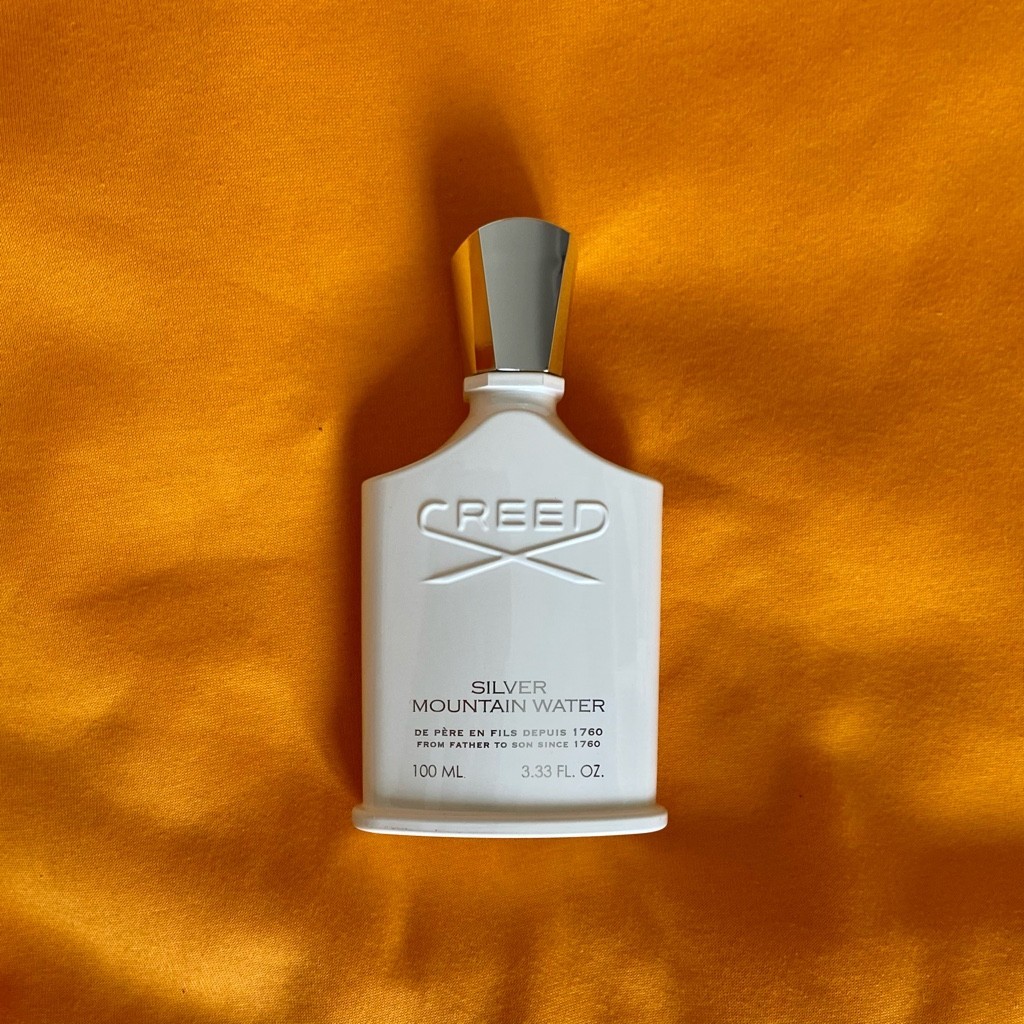 CREED
SILVER
MOUNTAIN WATER
DE PÈRE EN FILS DEPUIS 1760
FROM FATHER TO SON SINCE 1760
100 ML 3.33 FL. OZ.